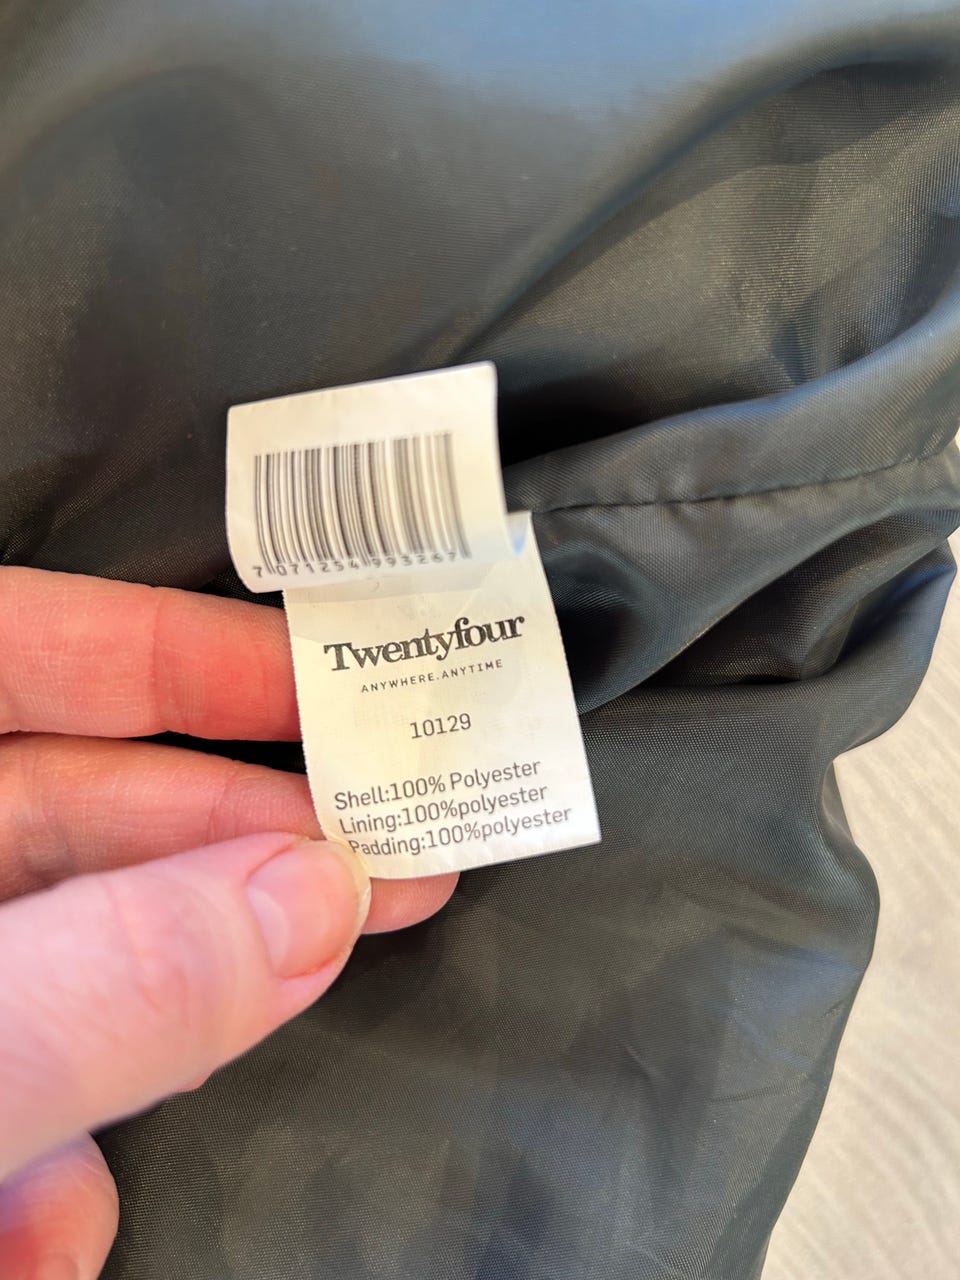 7071254993267
Twentyfour
ANYWHERE.ANYTIME
10129
Shell:100% Polyester
Lining:100%polyester
Padding:100%polyester